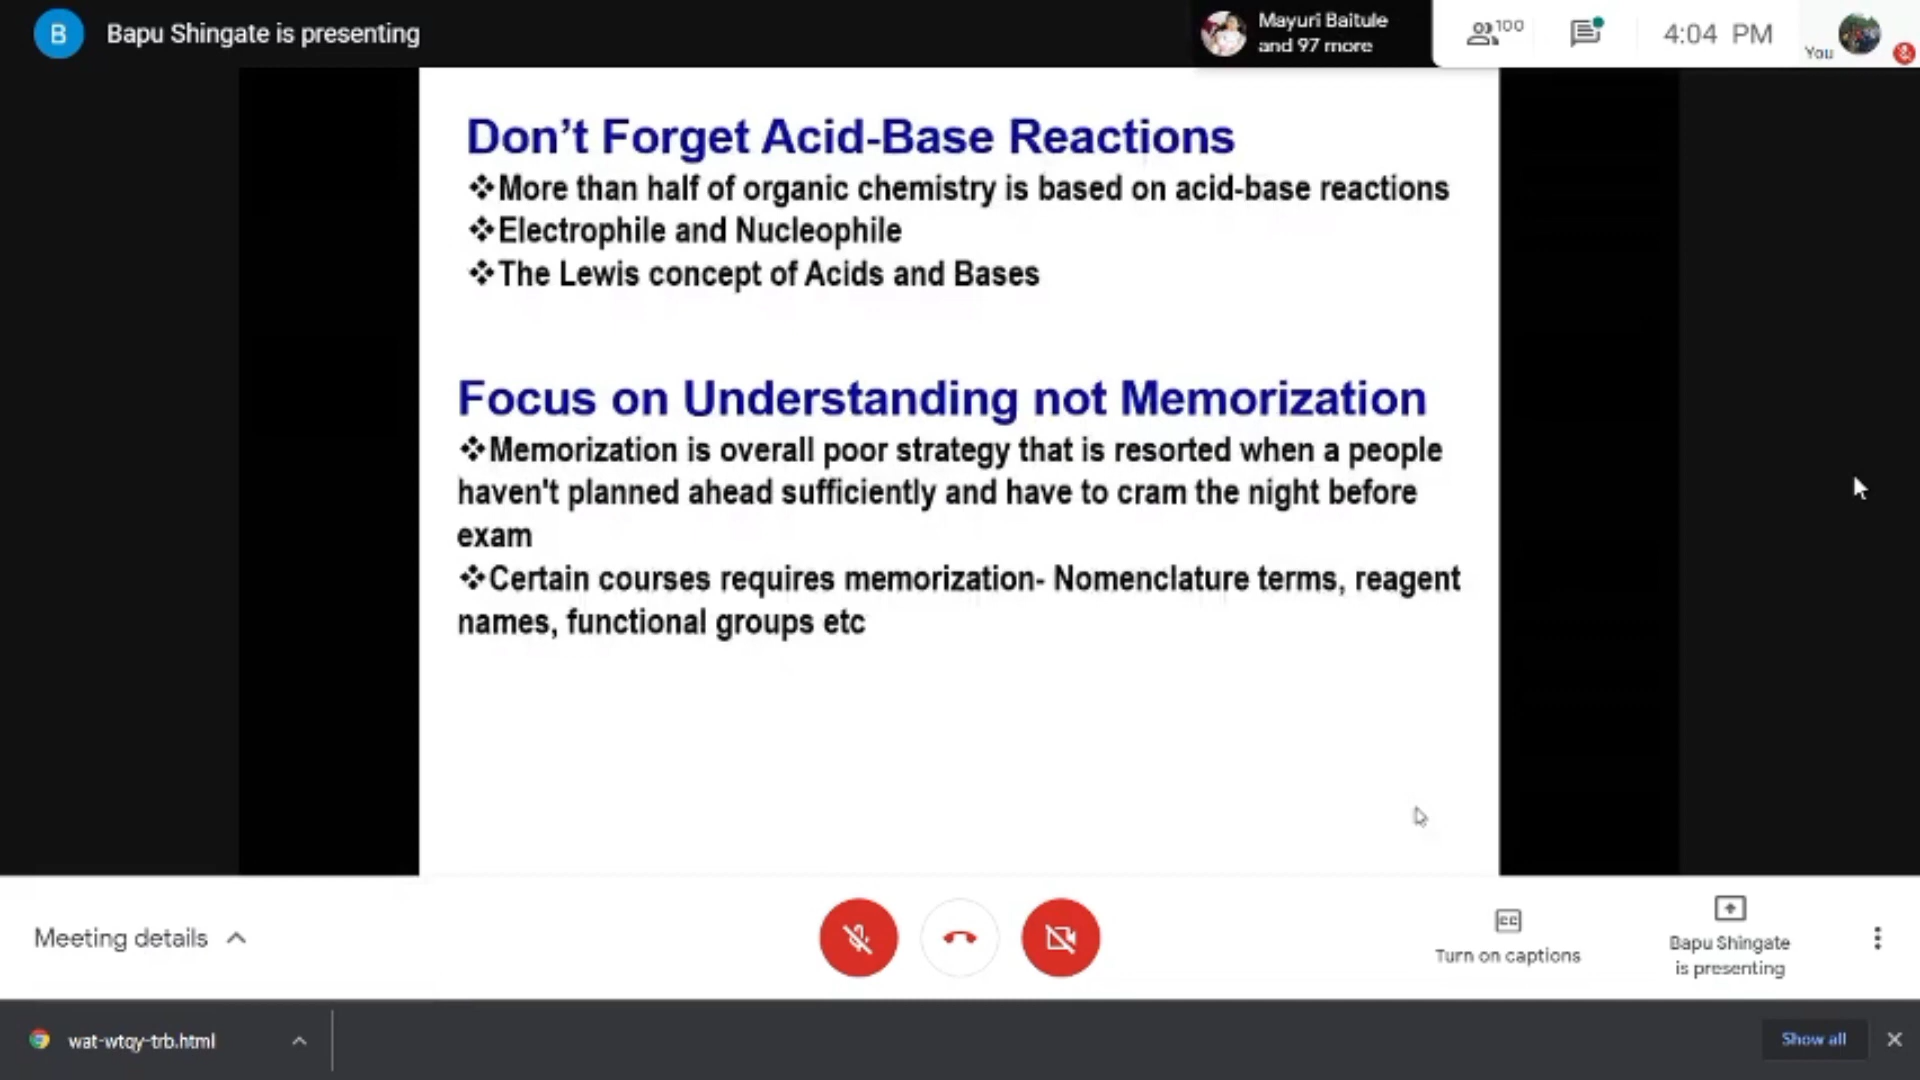 B
Bapu Shingate is presenting
Mayuri Baitule
and 97 more
100
4:04 PM
You
Don't Forget Acid-Base Reactions
❖More than half of organic chemistry is based on acid-base reactions
❖Electrophile and Nucleophile
❖The Lewis concept of Acids and Bases
Focus on Understanding not Memorization
❖Memorization is overall poor strategy that is resorted when a people
haven't planned ahead sufficiently and have to cram the night before
exam
❖Certain courses requires memorization- Nomenclature terms, reagent
names, functional groups etc
Meeting details
CC
Turn on captions
Bapu Shingate
is presenting
wat-wtqy-trb.html
Show all